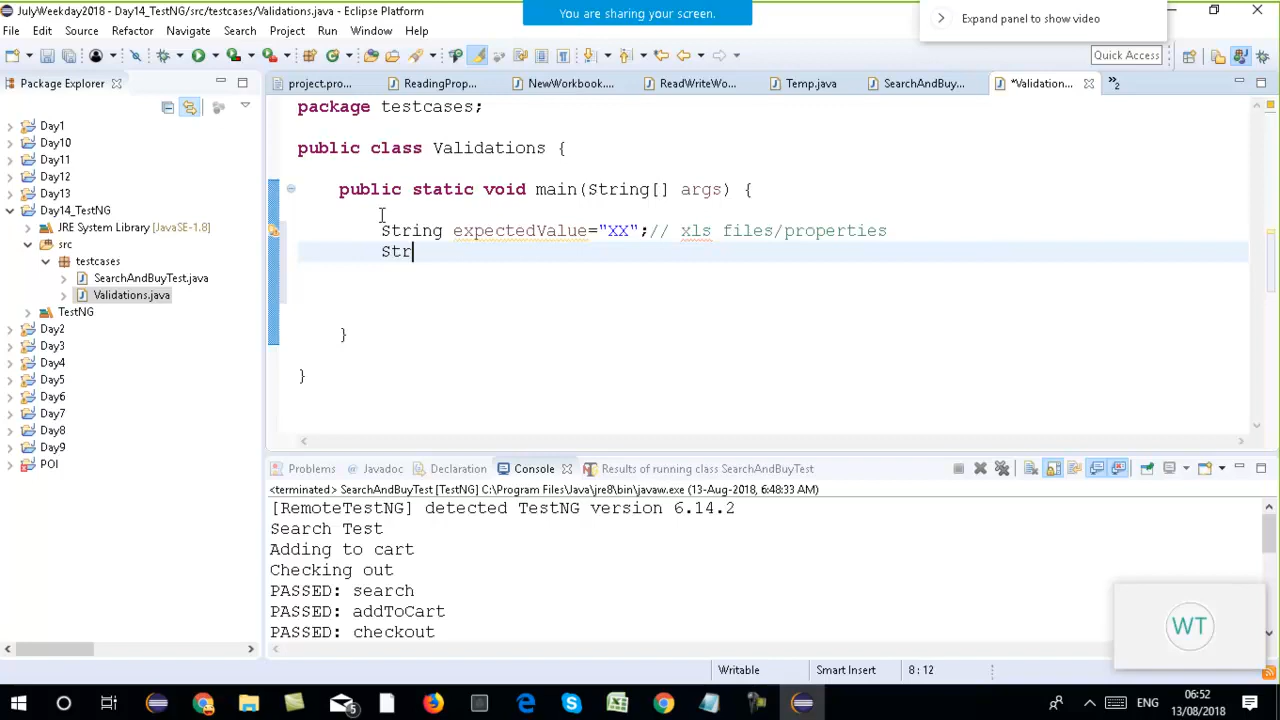 JulyWeekday2018 - Day14_TestNG/src/testcases/Validations.java - Eclipse Platform
You are sharing your screen.
Expand panel to show video
File Edit Source Refactor Navigate Search Project Run Window Help
Quick Access
Package Explorer
project.pro...
ReadingProp...
NewWorkbook....
ReadWriteWo...
Temp.java
SearchAndBuy...
*Validation...
»2
Day1
Day10
Day11
Day12
Day13
Day14_TestNG
JRE System Library [JavaSE-1.8]
src
testcases
SearchAndBuyTest.java
Validations.java
TestNG
Day2
Day3
Day4
Day5
Day6
Day7
Day8
Day9
POI
package testcases;
public class Validations {
public static void main(String[] args) {
String expectedValue="XX";// xls files/properties
Str
}
}
Problems
Javadoc
Declaration
Console
Results of running class SearchAndBuyTest
<terminated> SearchAndBuyTest [TestNG] C:\Program Files\Java\jre8\bin\javaw.exe (13-Aug-2018, 6:48:33 AM)
[RemoteTestNG] detected TestNG version 6.14.2
Search Test
Adding to cart
Checking out
PASSED: search
PASSED: addToCart
PASSED: checkout
WT
Writable
Smart Insert
8 : 12
5
ENG
06:52
13/08/2018